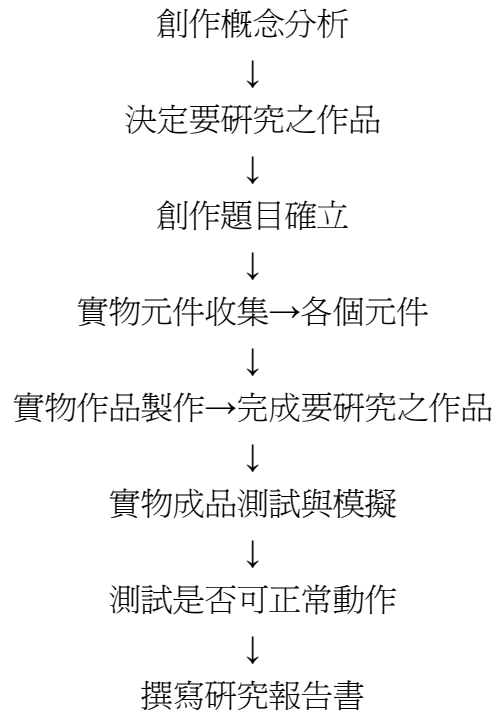 創作概念分析
↓
決定要研究之作品
↓
創作題目確立
↓
實物元件收集→各個元件
↓
實物作品製作→完成要研究之作品
↓
實物成品測試與模擬
↓
測試是否可正常動作
↓
撰寫研究報告書